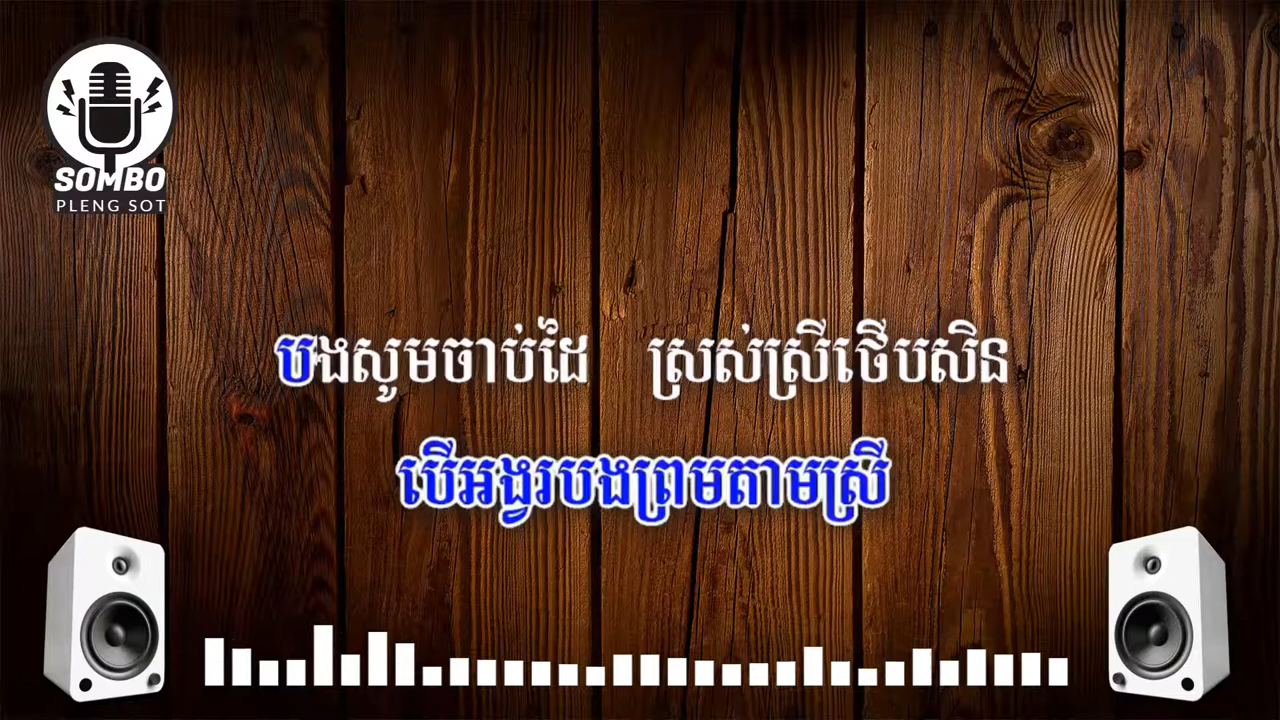 SOMBO
PLENG SOT
បងសូមចាប់ដៃ ស្រស់ស្រីថើបសិន
បើអង្វរបងព្រមតាមស្រី